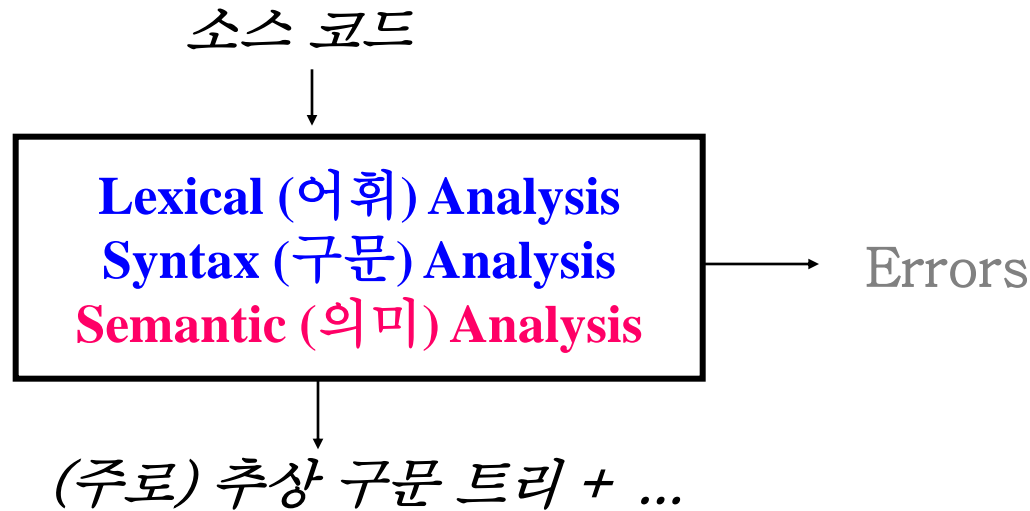 소스 코드
Lexical (어휘) Analysis
Syntax (구문) Analysis
Semantic (의미) Analysis
Errors
(주로) 추상 구문 트리 + ...